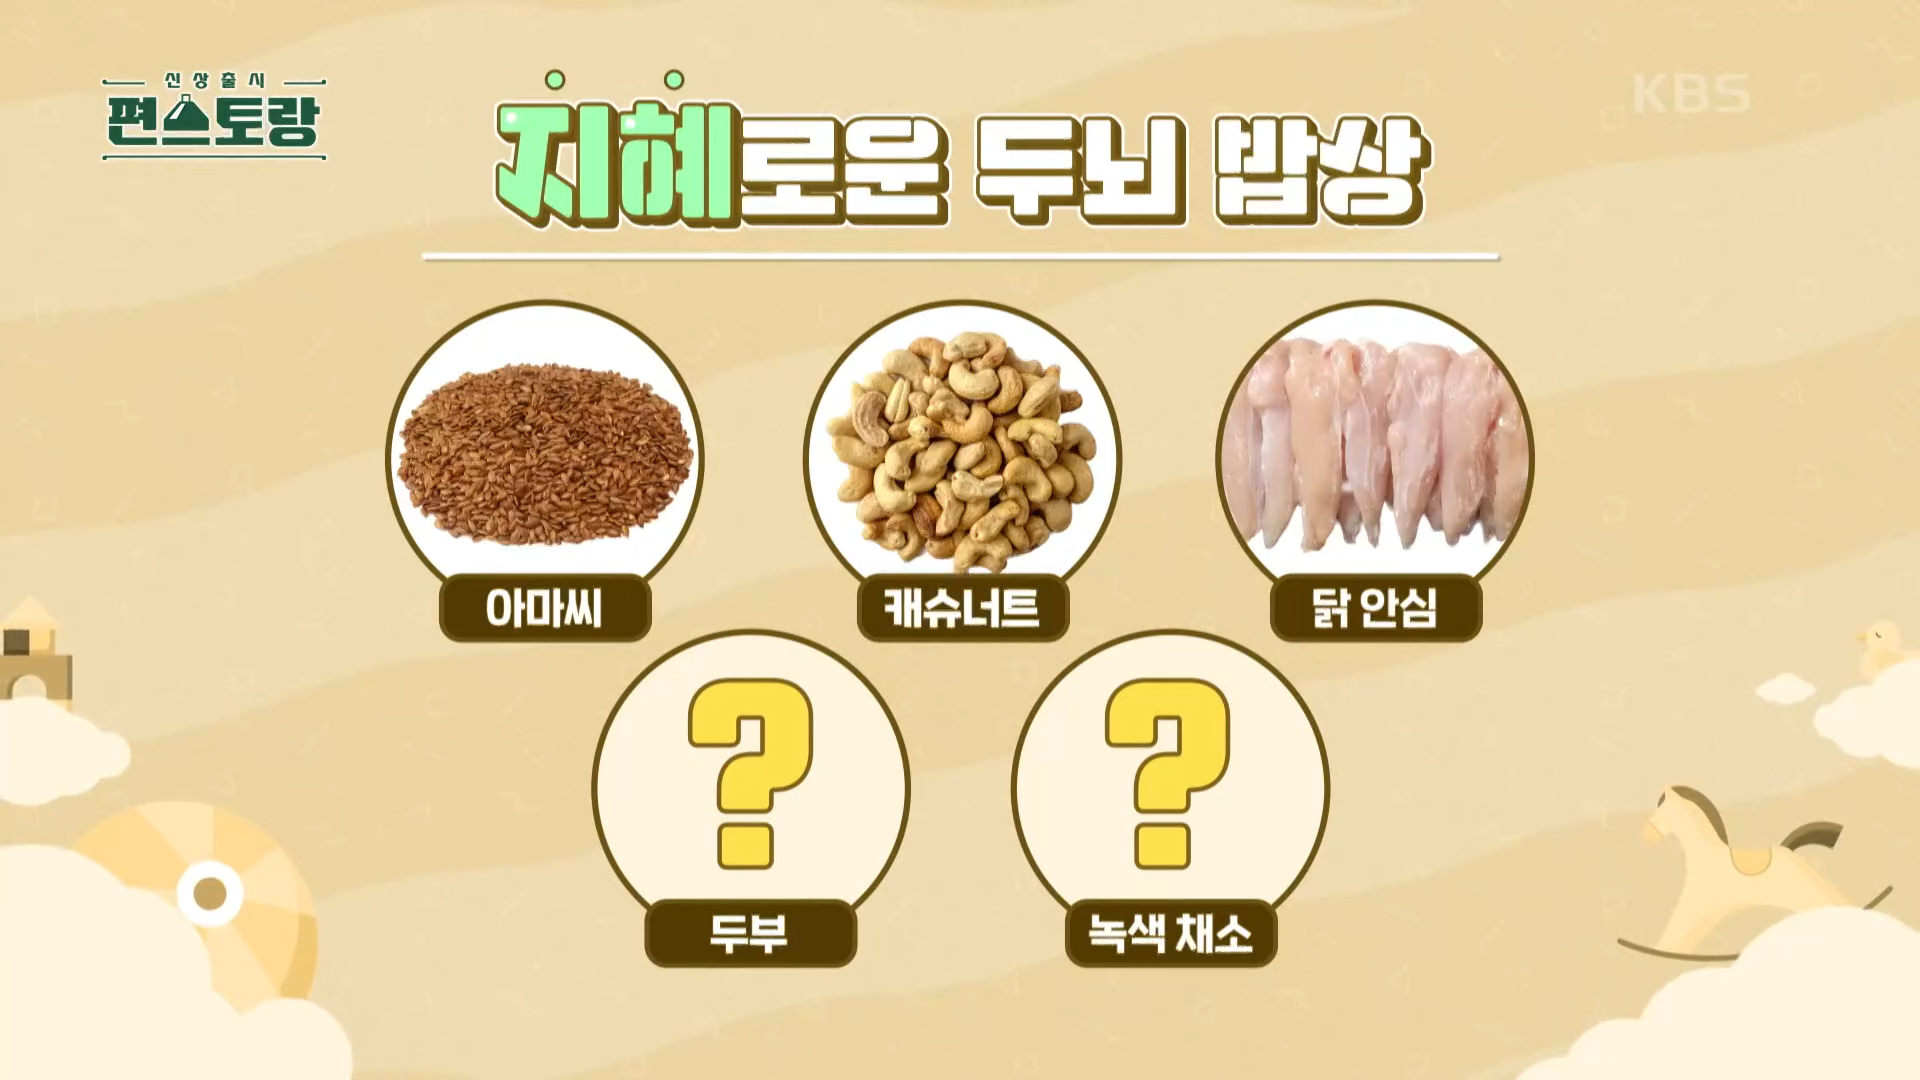 신상출시
편스토랑
KBS
지혜로운 두뇌 밥상
아마씨
캐슈너트
닭 안심
?
?
두부
녹색 채소